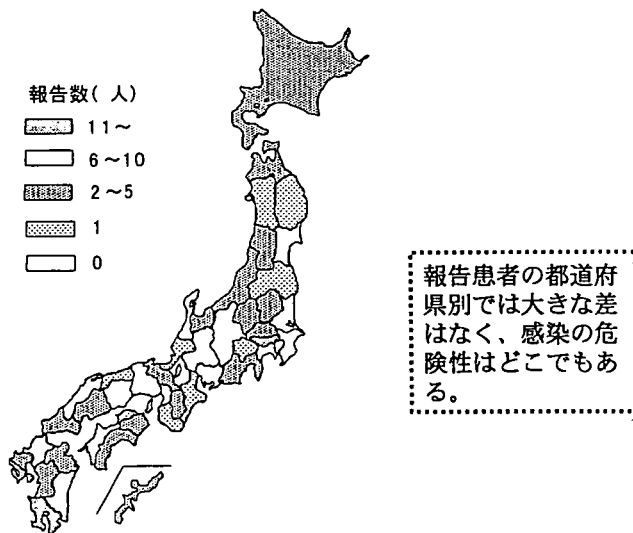 報告数( 人)
11～
6～10
2～5
1
0
報告患者の都道府
県別では大きな差
はなく、感染の危
険性はどこでもあ
る。